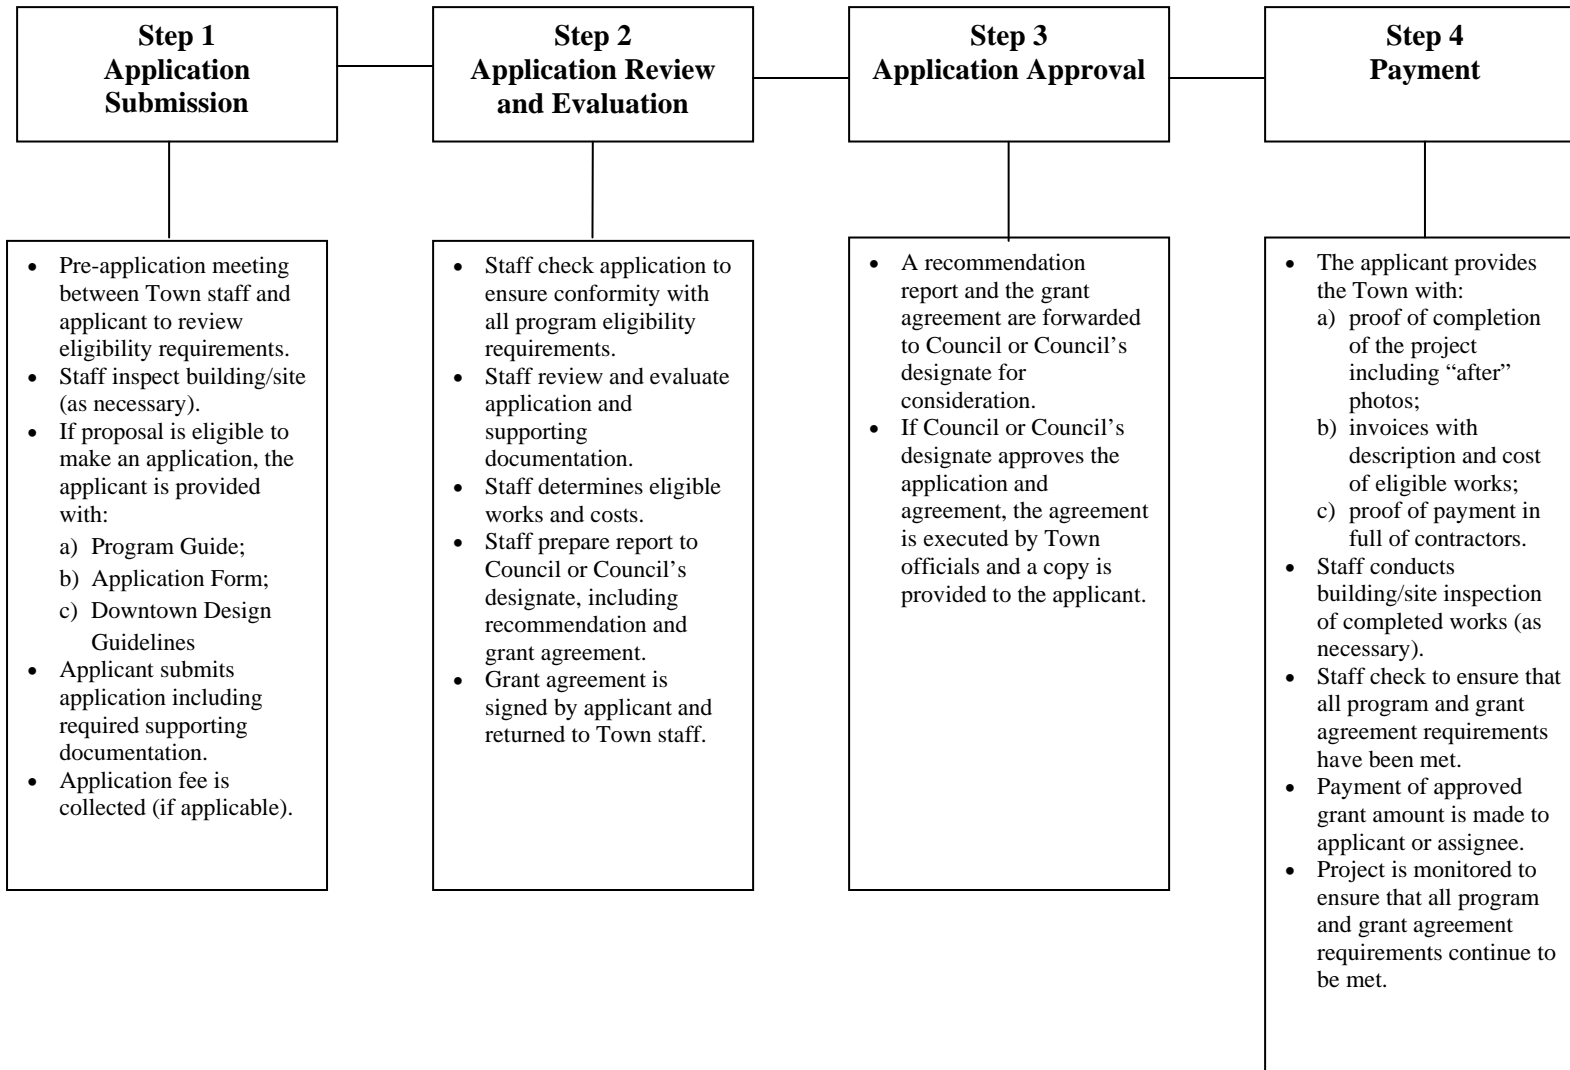 Step 1
Application
Submission
Step 2
Application Review
and Evaluation
Step 3
Application Approval
Step 4
Payment
• Pre-application meeting
between Town staff and
applicant to review
eligibility requirements.
• Staff inspect building/site
(as necessary).
• If proposal is eligible to
make an application, the
applicant is provided
with:
a) Program Guide;
b) Application Form;
c) Downtown Design
Guidelines
• Applicant submits
application including
required supporting
documentation.
• Application fee is
collected (if applicable).
• Staff check application to
ensure conformity with
all program eligibility
requirements.
• Staff review and evaluate
application and
supporting
documentation.
• Staff determines eligible
works and costs.
• Staff prepare report to
Council or Council’s
designate, including
recommendation and
grant agreement.
• Grant agreement is
signed by applicant and
returned to Town staff.
• A recommendation
report and the grant
agreement are forwarded
to Council or Council’s
designate for
consideration.
• If Council or Council’s
designate approves the
application and
agreement, the agreement
is executed by Town
officials and a copy is
provided to the applicant.
• The applicant provides
the Town with:
a) proof of completion
of the project
including “after”
photos;
b) invoices with
description and cost
of eligible works;
c) proof of payment in
full of contractors.
• Staff conducts
building/site inspection
of completed works (as
necessary).
• Staff check to ensure that
all program and grant
agreement requirements
have been met.
• Payment of approved
grant amount is made to
applicant or assignee.
• Project is monitored to
ensure that all program
and grant agreement
requirements continue to
be met.